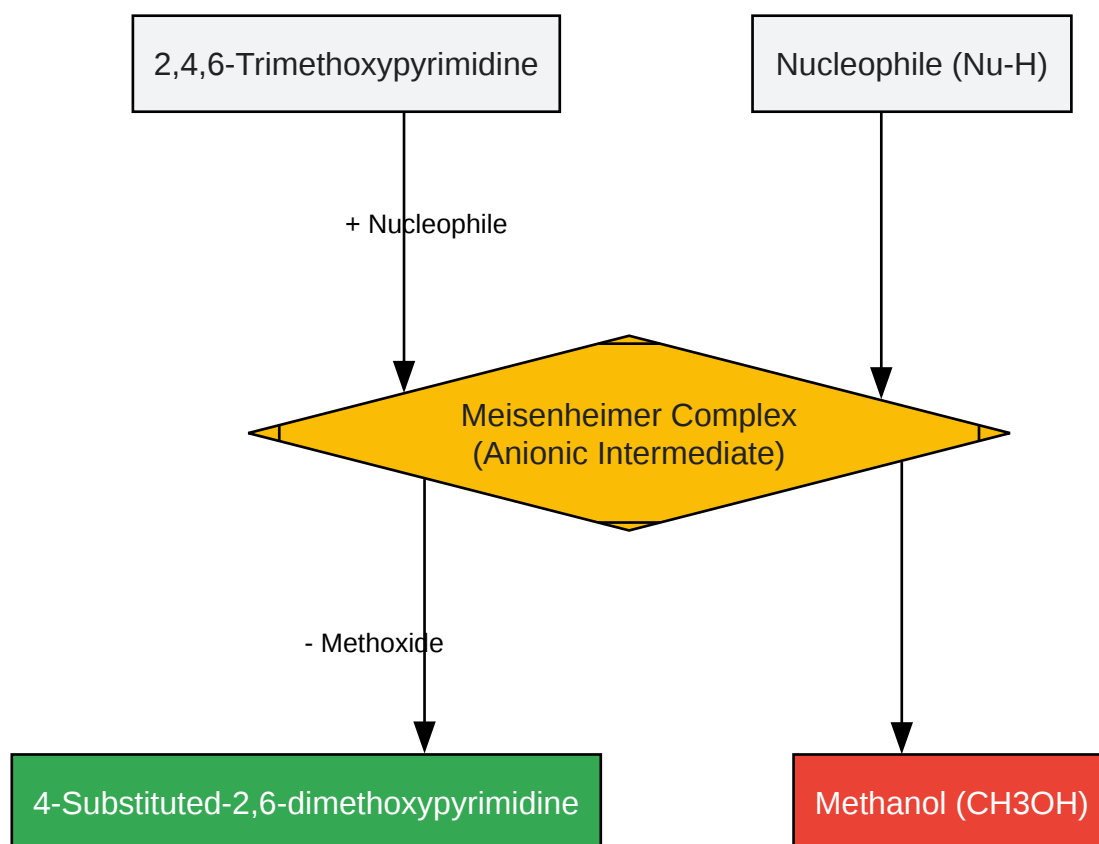 2,4,6-Trimethoxypyrimidine
Nucleophile (Nu-H)
+ Nucleophile
Meisenheimer Complex
(Anionic Intermediate)
- Methoxide
4-Substituted-2,6-dimethoxypyrimidine
Methanol (CH3OH)